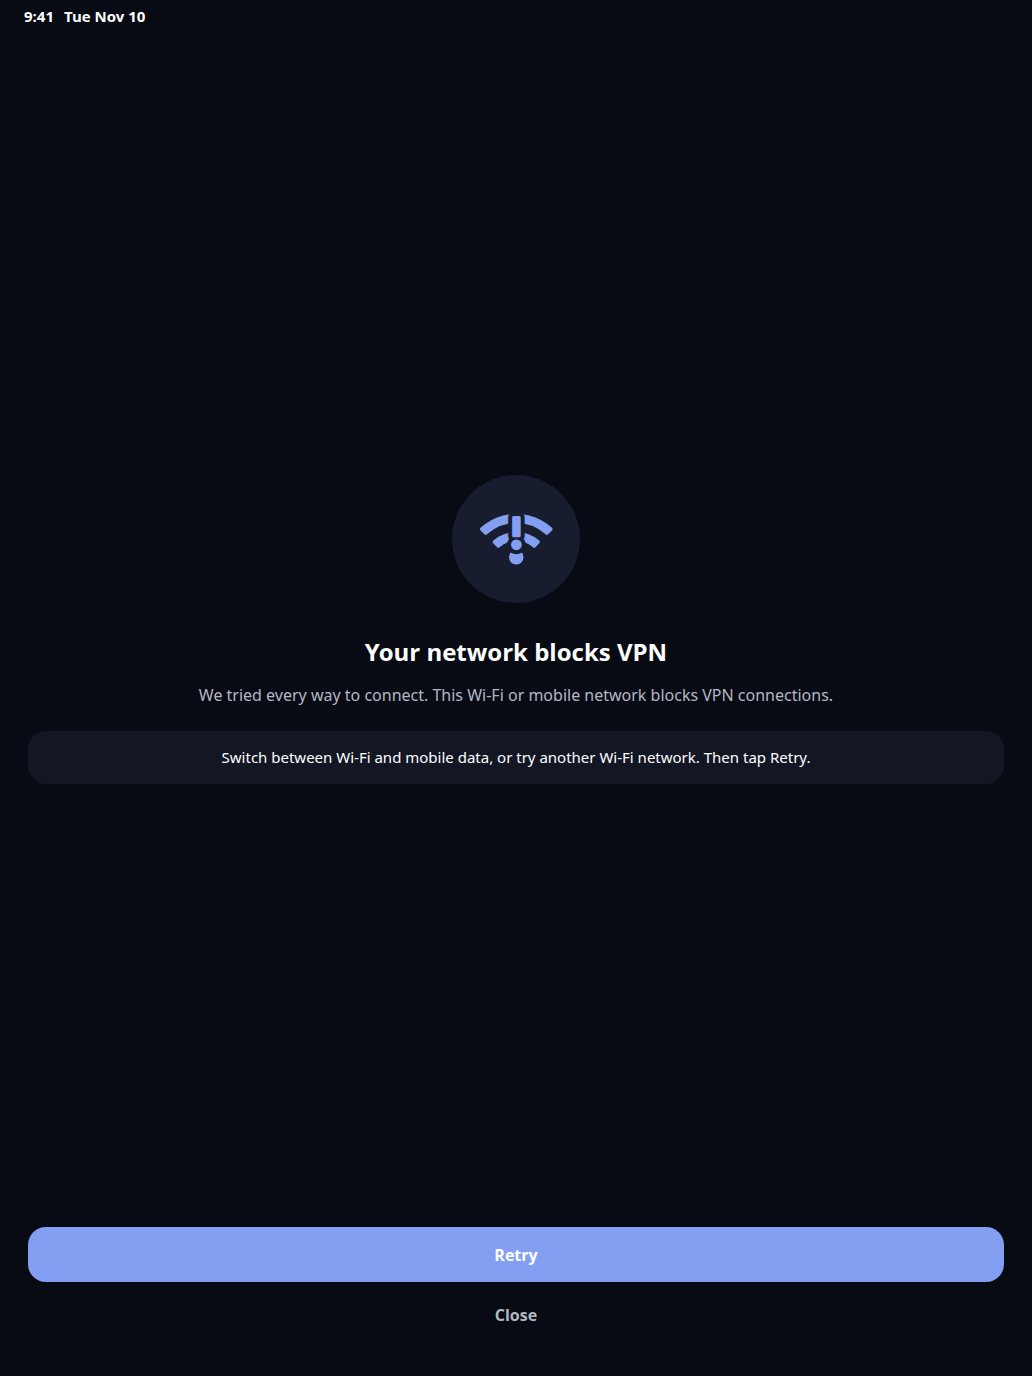 9:41 Tue Nov 10
Your network blocks VPN
We tried every way to connect. This Wi-Fi or mobile network blocks VPN connections.
Switch between Wi-Fi and mobile data, or try another Wi-Fi network. Then tap Retry.
Retry
Close